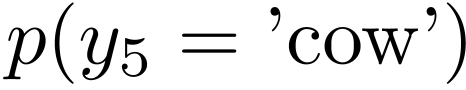 p(y₅ = ’cow’)